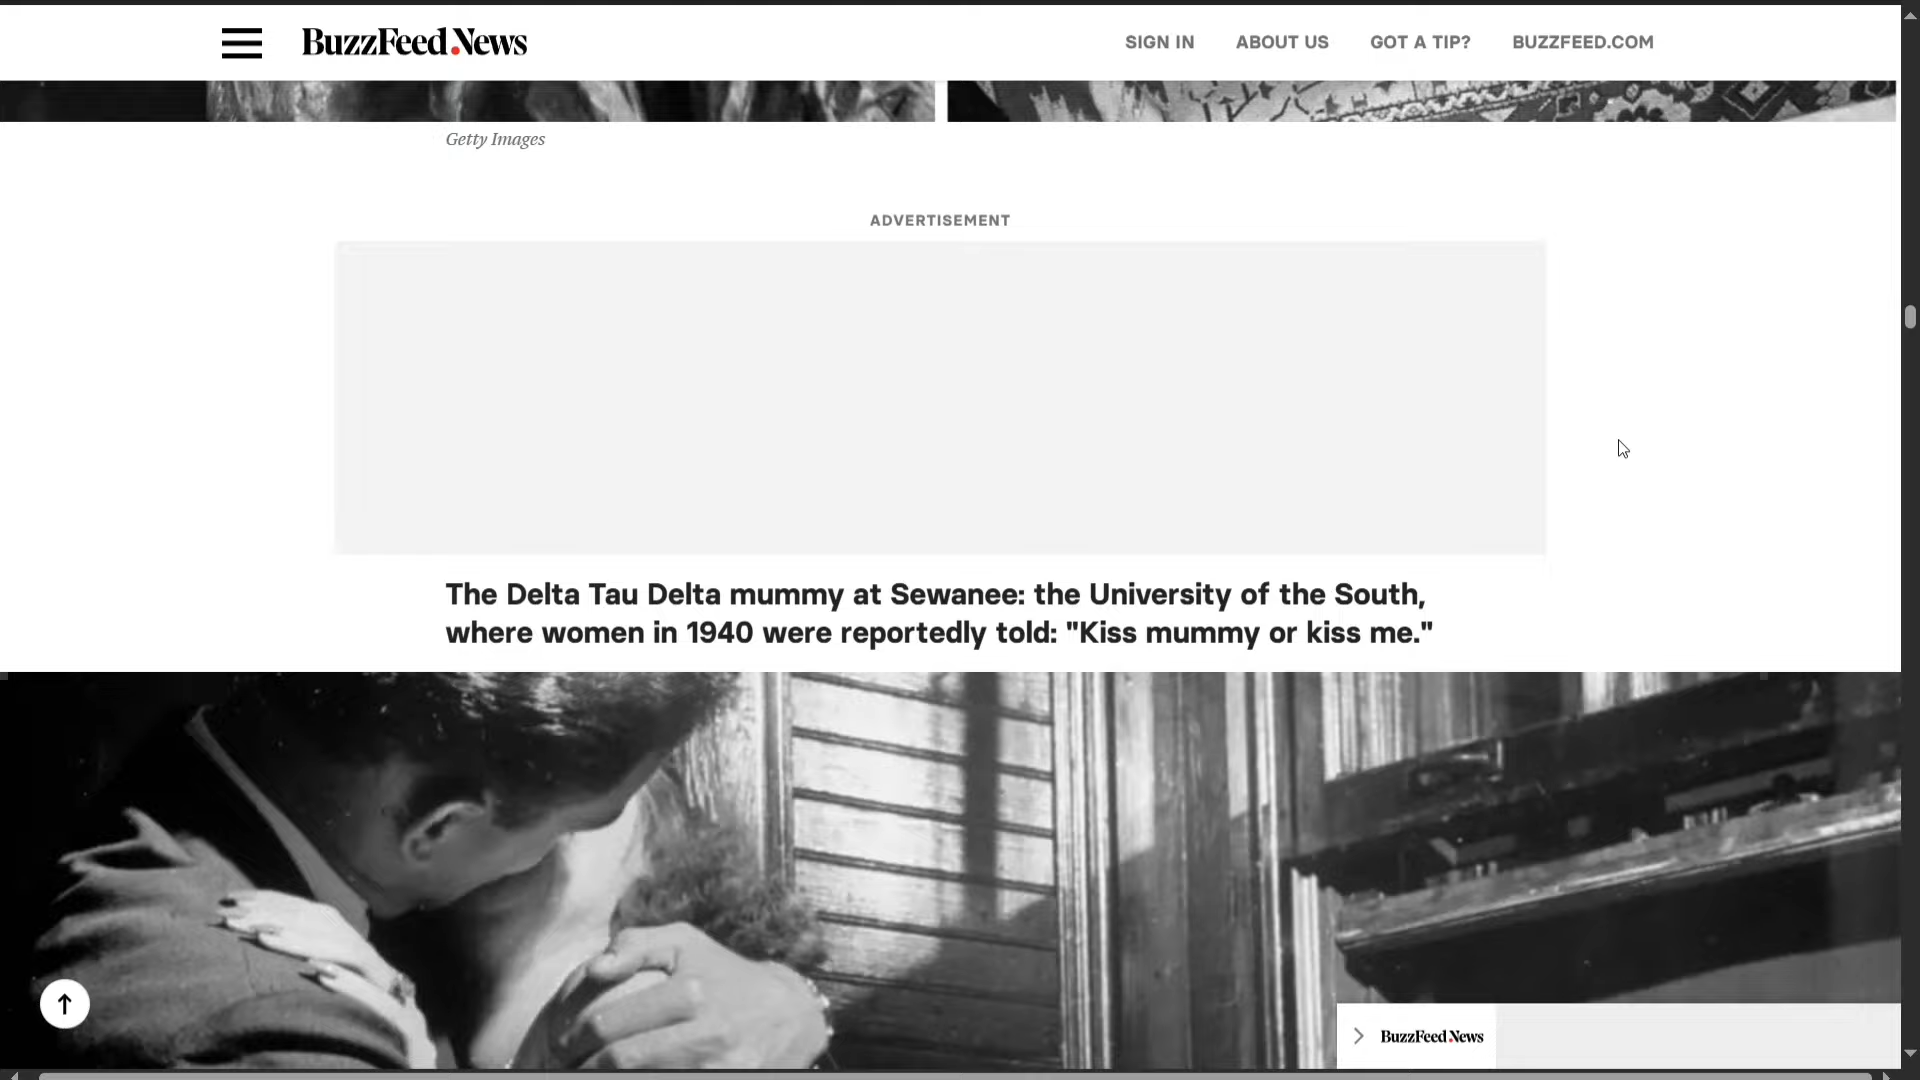 BuzzFeed News
SIGN IN
ABOUT US
GOT A TIP?
BUZZFEED.COM
Getty Images
ADVERTISEMENT
The Delta Tau Delta mummy at Sewanee: the University of the South,
where women in 1940 were reportedly told: "Kiss mummy or kiss me."
BuzzFeed News